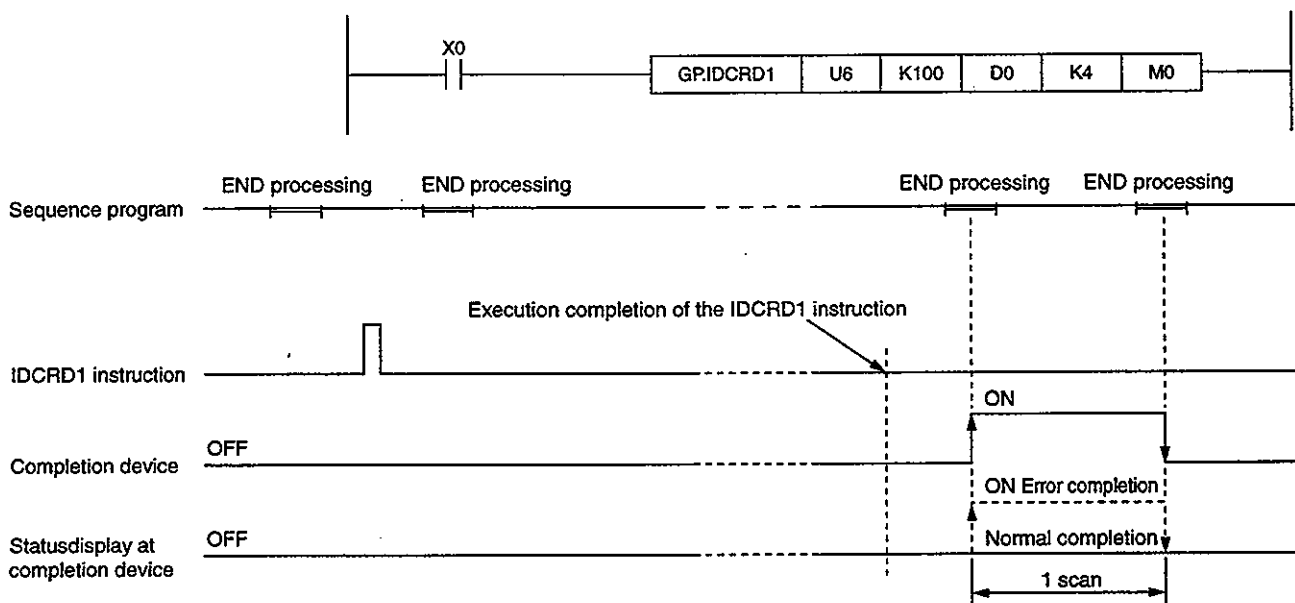 X0
GP.IDCRD1 U6 K100 D0 K4 M0
END processing END processing END processing END processing
Sequence program
Execution completion of the IDCRD1 instruction
IDCRD1 instruction
ON
OFF
Completion device
ON Error completion
OFF
Normal completion
Statusdisplay at
completion device
1 scan